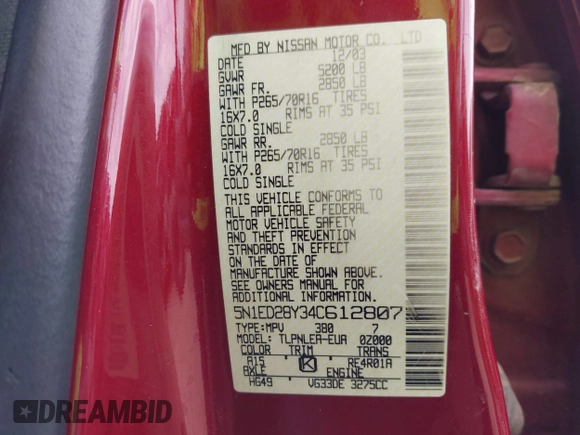 MFD BY NISSAN MOTOR CO. LTD
DATE 12/03
GVWR 5200 LB
GAWR FR. 2850 LB
WITH P265/70R16 TIRES
16X7.0 RIMS AT 35 PSI
COLD SINGLE
GAWR RR. 2850 LB
WITH P265/70R16 TIRES
16X7.0 RIMS AT 35 PSI
COLD SINGLE
THIS VEHICLE CONFORMS TO
ALL APPLICABLE FEDERAL
MOTOR VEHICLE SAFETY
AND THEFT PREVENTION
STANDARDS IN EFFECT
ON THE DATE OF
MANUFACTURE SHOWN ABOVE.
SEE OWNERS MANUAL FOR
ADDITIONAL INFORMATION
5N1ED28Y34C612807
TYPE:MPV 380 7
MODEL: TLPNLEA-EUA 0Z000
COLOR TRIM TRANS
A15 K RE4R01A
AXLE ENGINE
HG49 VG33DE 3275CC
DREAMBID